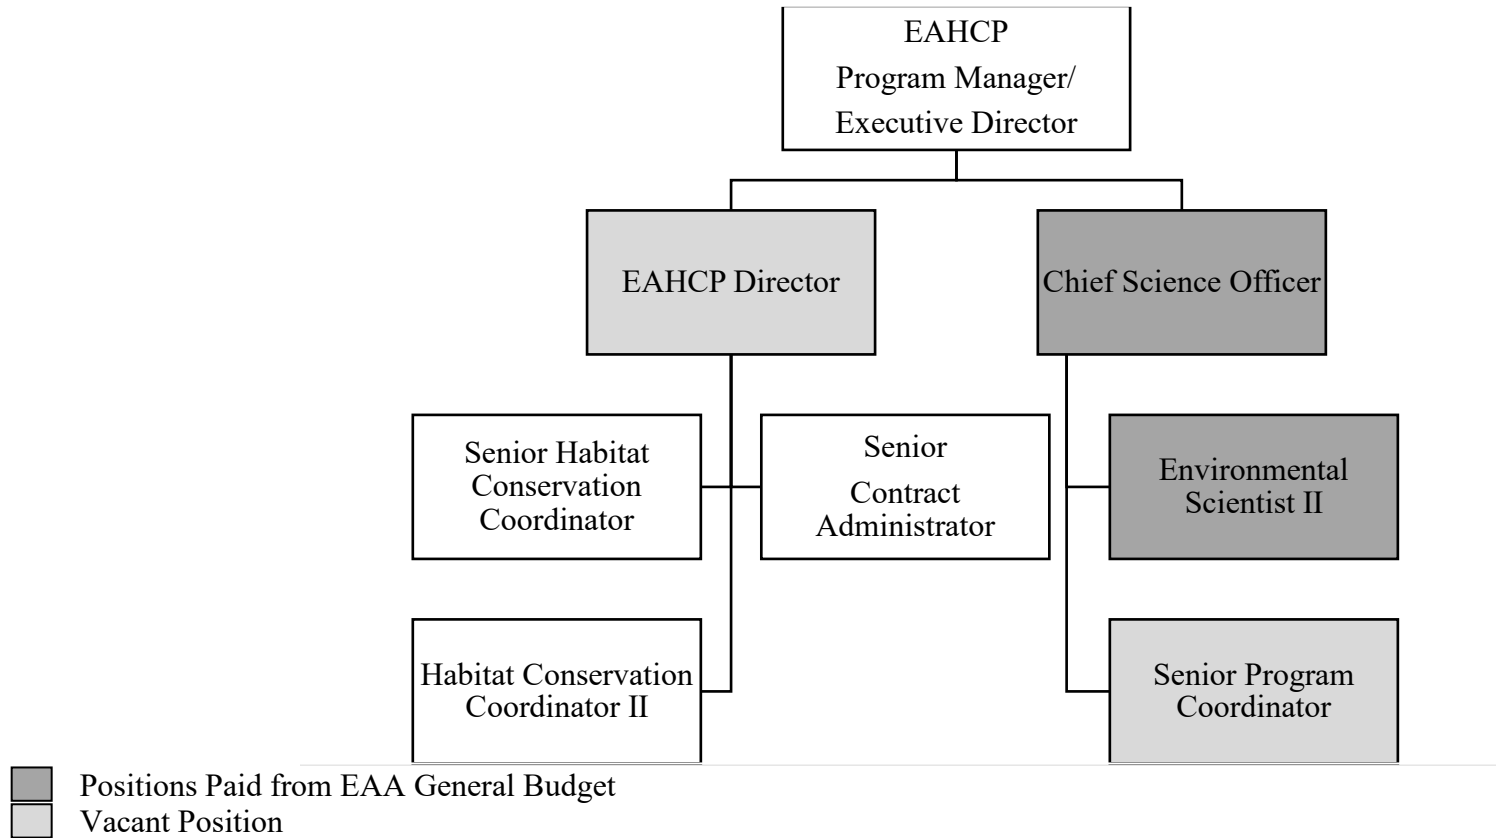 EAHCP
Program Manager/
Executive Director
EAHCP Director
Chief Science Officer
Senior Habitat
Conservation
Coordinator
Senior
Contract
Administrator
Environmental
Scientist II
Habitat Conservation
Coordinator II
Senior Program
Coordinator
Positions Paid from EAA General Budget
Vacant Position